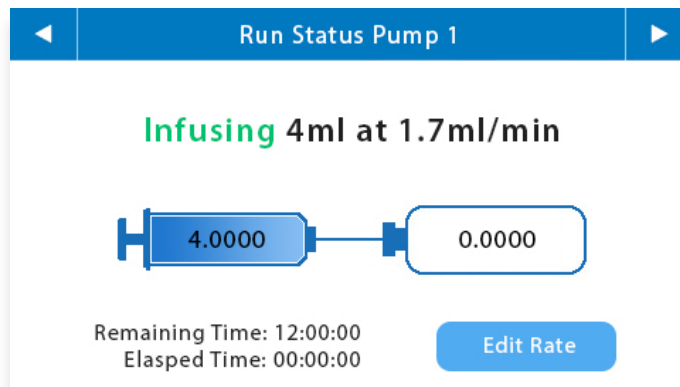 Run Status Pump 1
Infusing 4ml at 1.7ml/min
4.0000
0.0000
Remaining Time: 12:00:00
Elasped Time: 00:00:00
Edit Rate